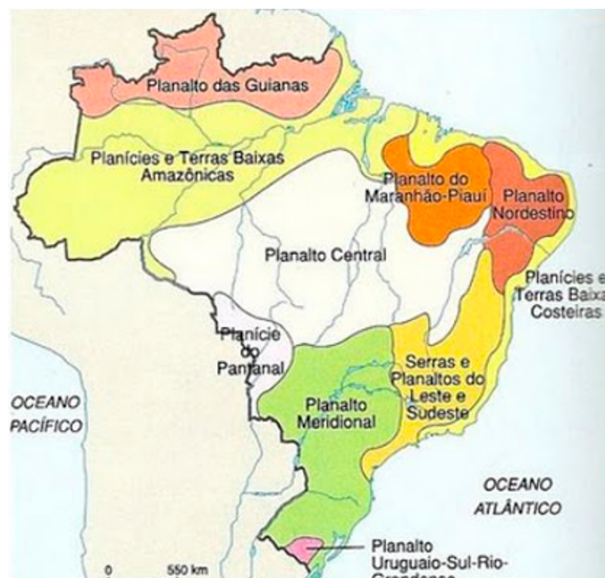 Planalto das Guianas
Planícies e Terras Baixas
Amazônicas
Planalto do
Maranhão-Piauí
Planalto
Nordestino
Planalto Central
Planícies e
Terras Baixas
Costeiras
Planície
do
Pantanal
Serras e
Planaltos do
Leste e
Sudeste
Planalto
Meridional
OCEANO
PACÍFICO
OCEANO
ATLÂNTICO
Planalto
Uruguaio-Sul-Rio-
Grandense
0 550 km